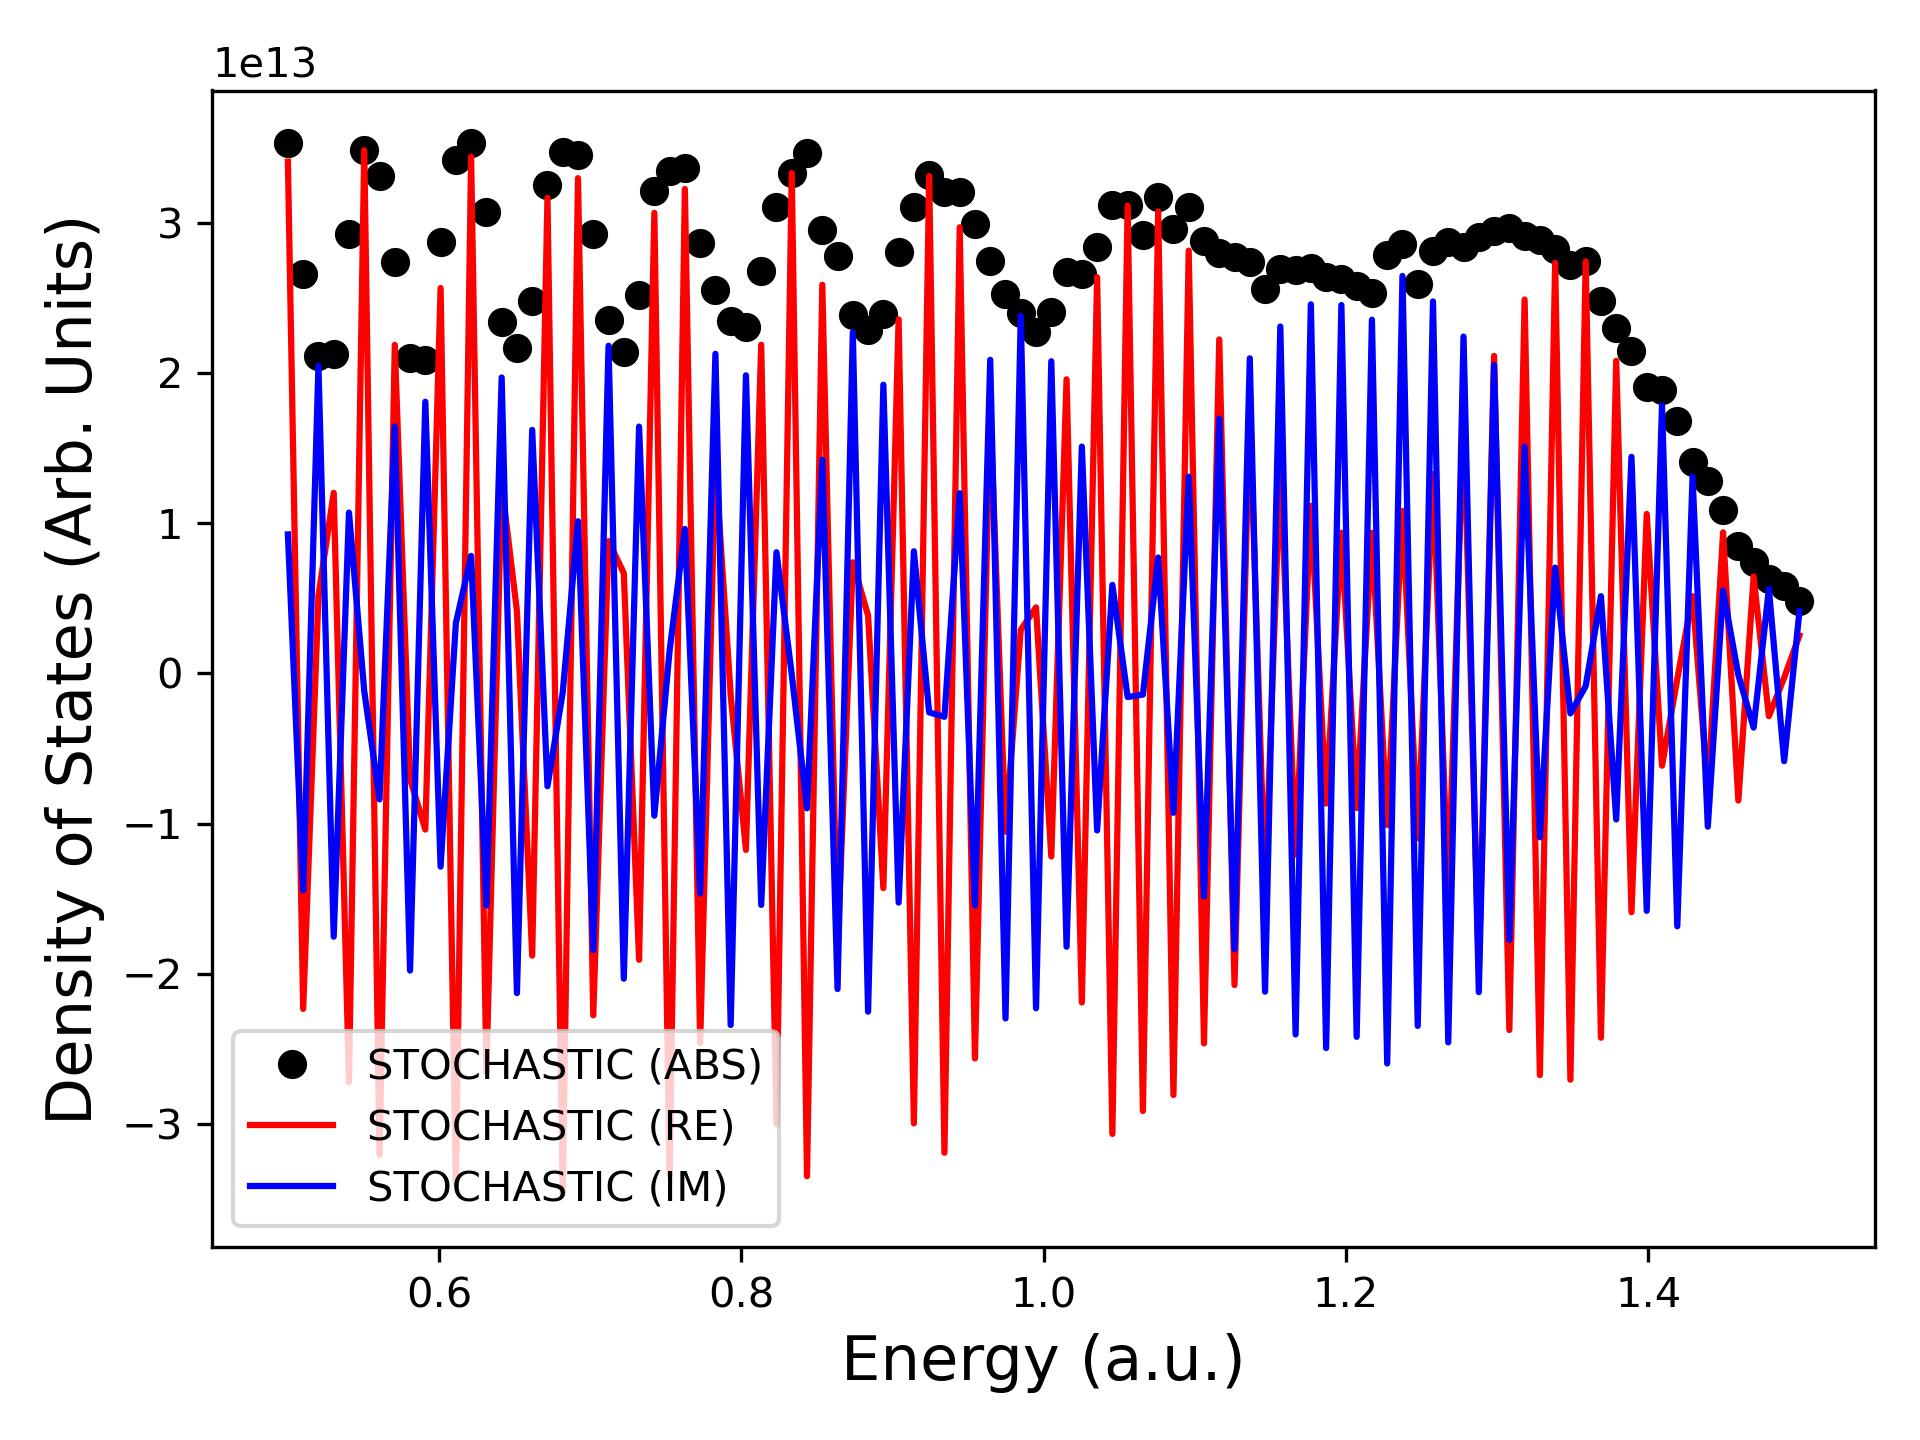 1e13
Density of States (Arb. Units)
3
2
1
0
−1
−2
−3
STOCHASTIC (ABS)
STOCHASTIC (RE)
STOCHASTIC (IM)
0.6 0.8 1.0 1.2 1.4
Energy (a.u.)